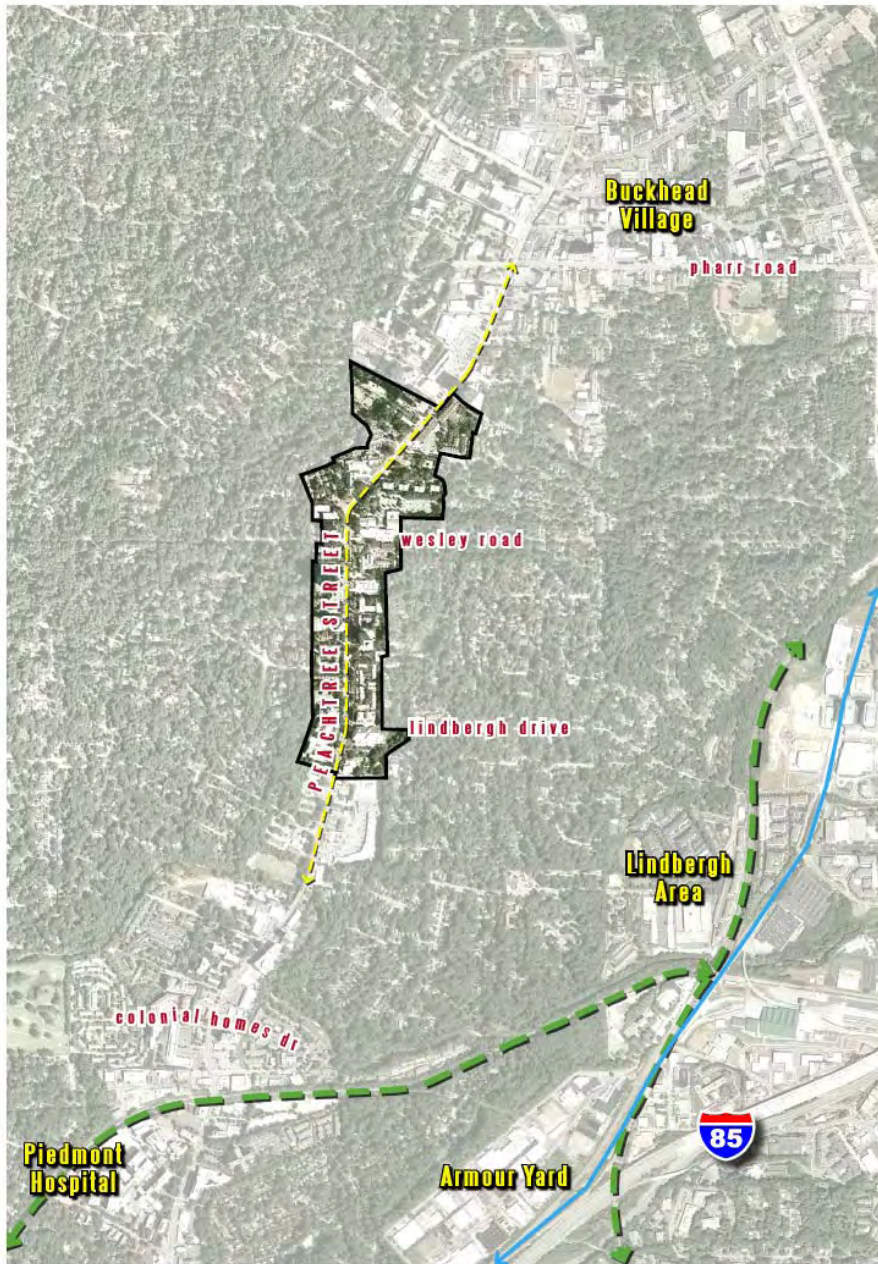 Buckhead
Village
pharr road
wesley road
PEACHTREE STREET
lindbergh drive
Lindbergh
Area
colonial homes dr
85
Piedmont
Hospital
Armour Yard